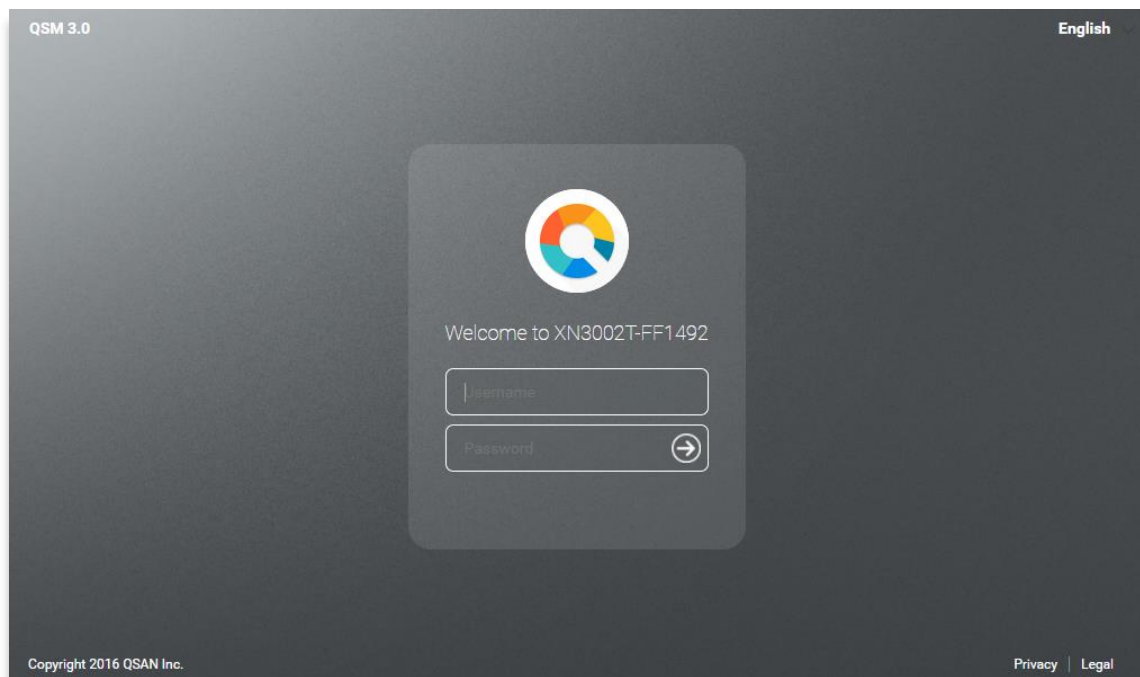 QSM 3.0
English
Welcome to XN3002T-FF1492
Username
Password
Copyright 2016 QSAN Inc.
Privacy | Legal